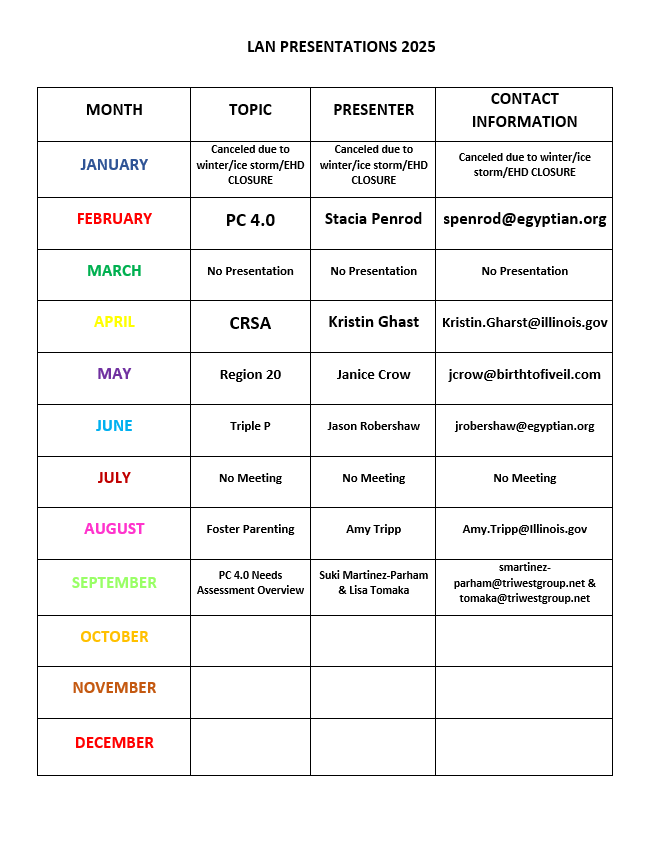 LAN PRESENTATIONS 2025
MONTH
TOPIC
PRESENTER
CONTACT
INFORMATION
JANUARY
Canceled due to
winter/ice storm/EHD
CLOSURE
Canceled due to
winter/ice storm/EHD
CLOSURE
Canceled due to winter/ice
storm/EHD CLOSURE
FEBRUARY
PC 4.0
Stacia Penrod
spenrod@egyptian.org
MARCH
No Presentation
No Presentation
No Presentation
APRIL
CRSA
Kristin Ghast
Kristin.Gharst@illinois.gov
MAY
Region 20
Janice Crow
jcrow@birthtofiveil.com
JUNE
Triple P
Jason Robershaw
jrobershaw@egyptian.org
JULY
No Meeting
No Meeting
No Meeting
AUGUST
Foster Parenting
Amy Tripp
Amy.Tripp@Illinois.gov
SEPTEMBER
PC 4.0 Needs
Assessment Overview
Suki Martinez-Parham
& Lisa Tomaka
smartinez-
parham@triwestgroup.net &
tomaka@triwestgroup.net
OCTOBER
NOVEMBER
DECEMBER